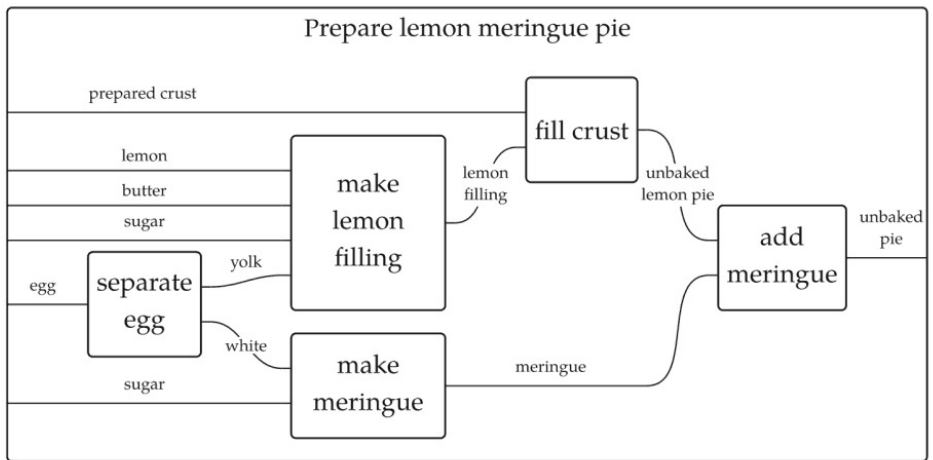 Prepare lemon meringue pie
prepared crust
fill crust
lemon
butter
sugar
make
lemon
filling
lemon
filling
unbaked
lemon pie
unbaked
pie
add
meringue
egg
separate
egg
yolk
white
make
meringue
meringue
sugar